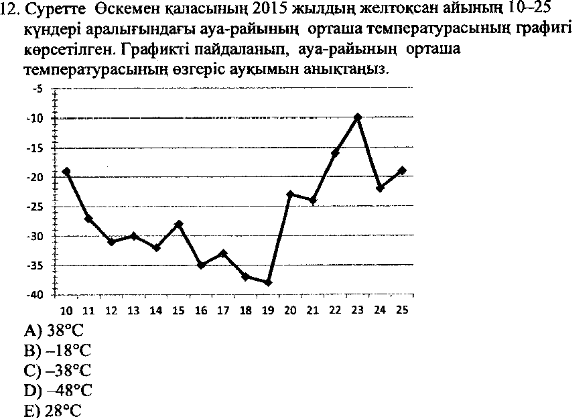 12. Суретте Өскемен қаласының 2015 жылдың желтоқсан айының 10–25
күндері аралығындағы ауа-райының орташа температурасының графигі
көрсетілген. Графикті пайдаланып, ауа-райының орташа
температурасының өзгеріс ауқымын анықтаңыз.
-5
-10
-15
-20
-25
-30
-35
-40
10 11 12 13 14 15 16 17 18 19 20 21 22 23 24 25
A) 38°C
B) –18°C
C) –38°C
D) –48°C
E) 28°C